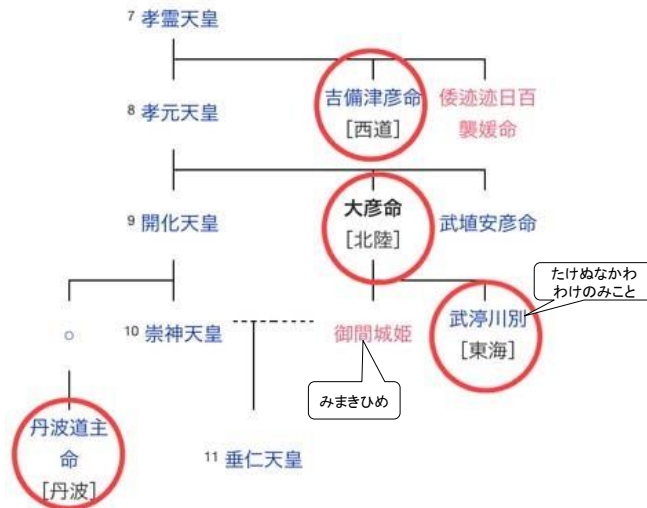 7 孝霊天皇
8 孝元天皇
吉備津彦命
［西道］
倭迹迹日百
襲媛命
9 開化天皇
大彦命
［北陸］
武埴安彦命
たけぬなかわ
わけのみこと
○
10 崇神天皇
御間城姫
武渟川別
［東海］
みまきひめ
丹波道主
命
［丹波］
11 垂仁天皇